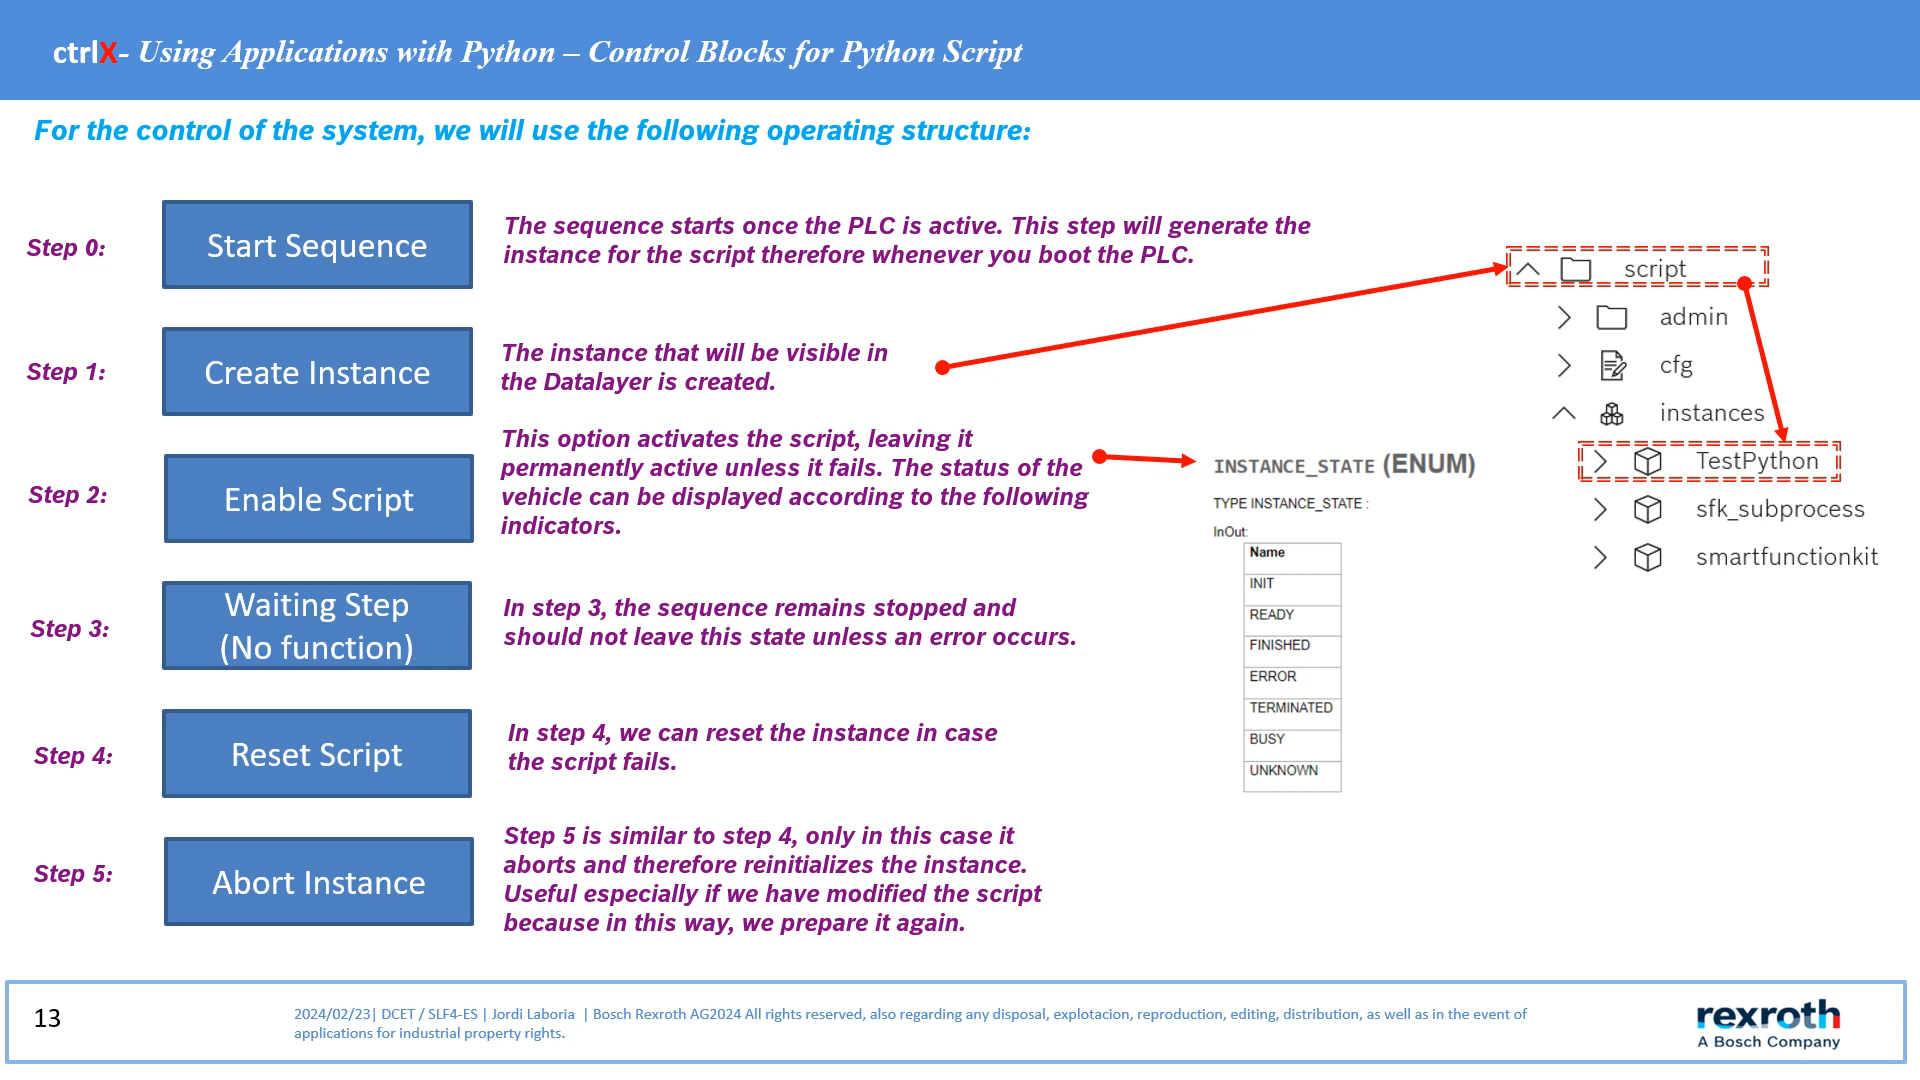 ctrlX- Using Applications with Python – Control Blocks for Python Script
For the control of the system, we will use the following operating structure:
Step 0:
Start Sequence
The sequence starts once the PLC is active. This step will generate the
instance for the script therefore whenever you boot the PLC.
Step 1:
Create Instance
The instance that will be visible in
the Datalayer is created.
Step 2:
Enable Script
This option activates the script, leaving it
permanently active unless it fails. The status of the
vehicle can be displayed according to the following
indicators.
Step 3:
Waiting Step
(No function)
In step 3, the sequence remains stopped and
should not leave this state unless an error occurs.
Step 4:
Reset Script
In step 4, we can reset the instance in case
the script fails.
Step 5:
Abort Instance
Step 5 is similar to step 4, only in this case it
aborts and therefore reinitializes the instance.
Useful especially if we have modified the script
because in this way, we prepare it again.
INSTANCE_STATE (ENUM)
TYPE INSTANCE_STATE :
InOut:
Name
INIT
READY
FINISHED
ERROR
TERMINATED
BUSY
UNKNOWN
script
admin
cfg
instances
TestPython
sfk_subprocess
smartfunctionkit
13
2024/02/23| DCET / SLF4-ES | Jordi Laboria | Bosch Rexroth AG2024 All rights reserved, also regarding any disposal, explotacion, reproduction, editing, distribution, as well as in the event of
applications for industrial property rights.
rexroth
A Bosch Company